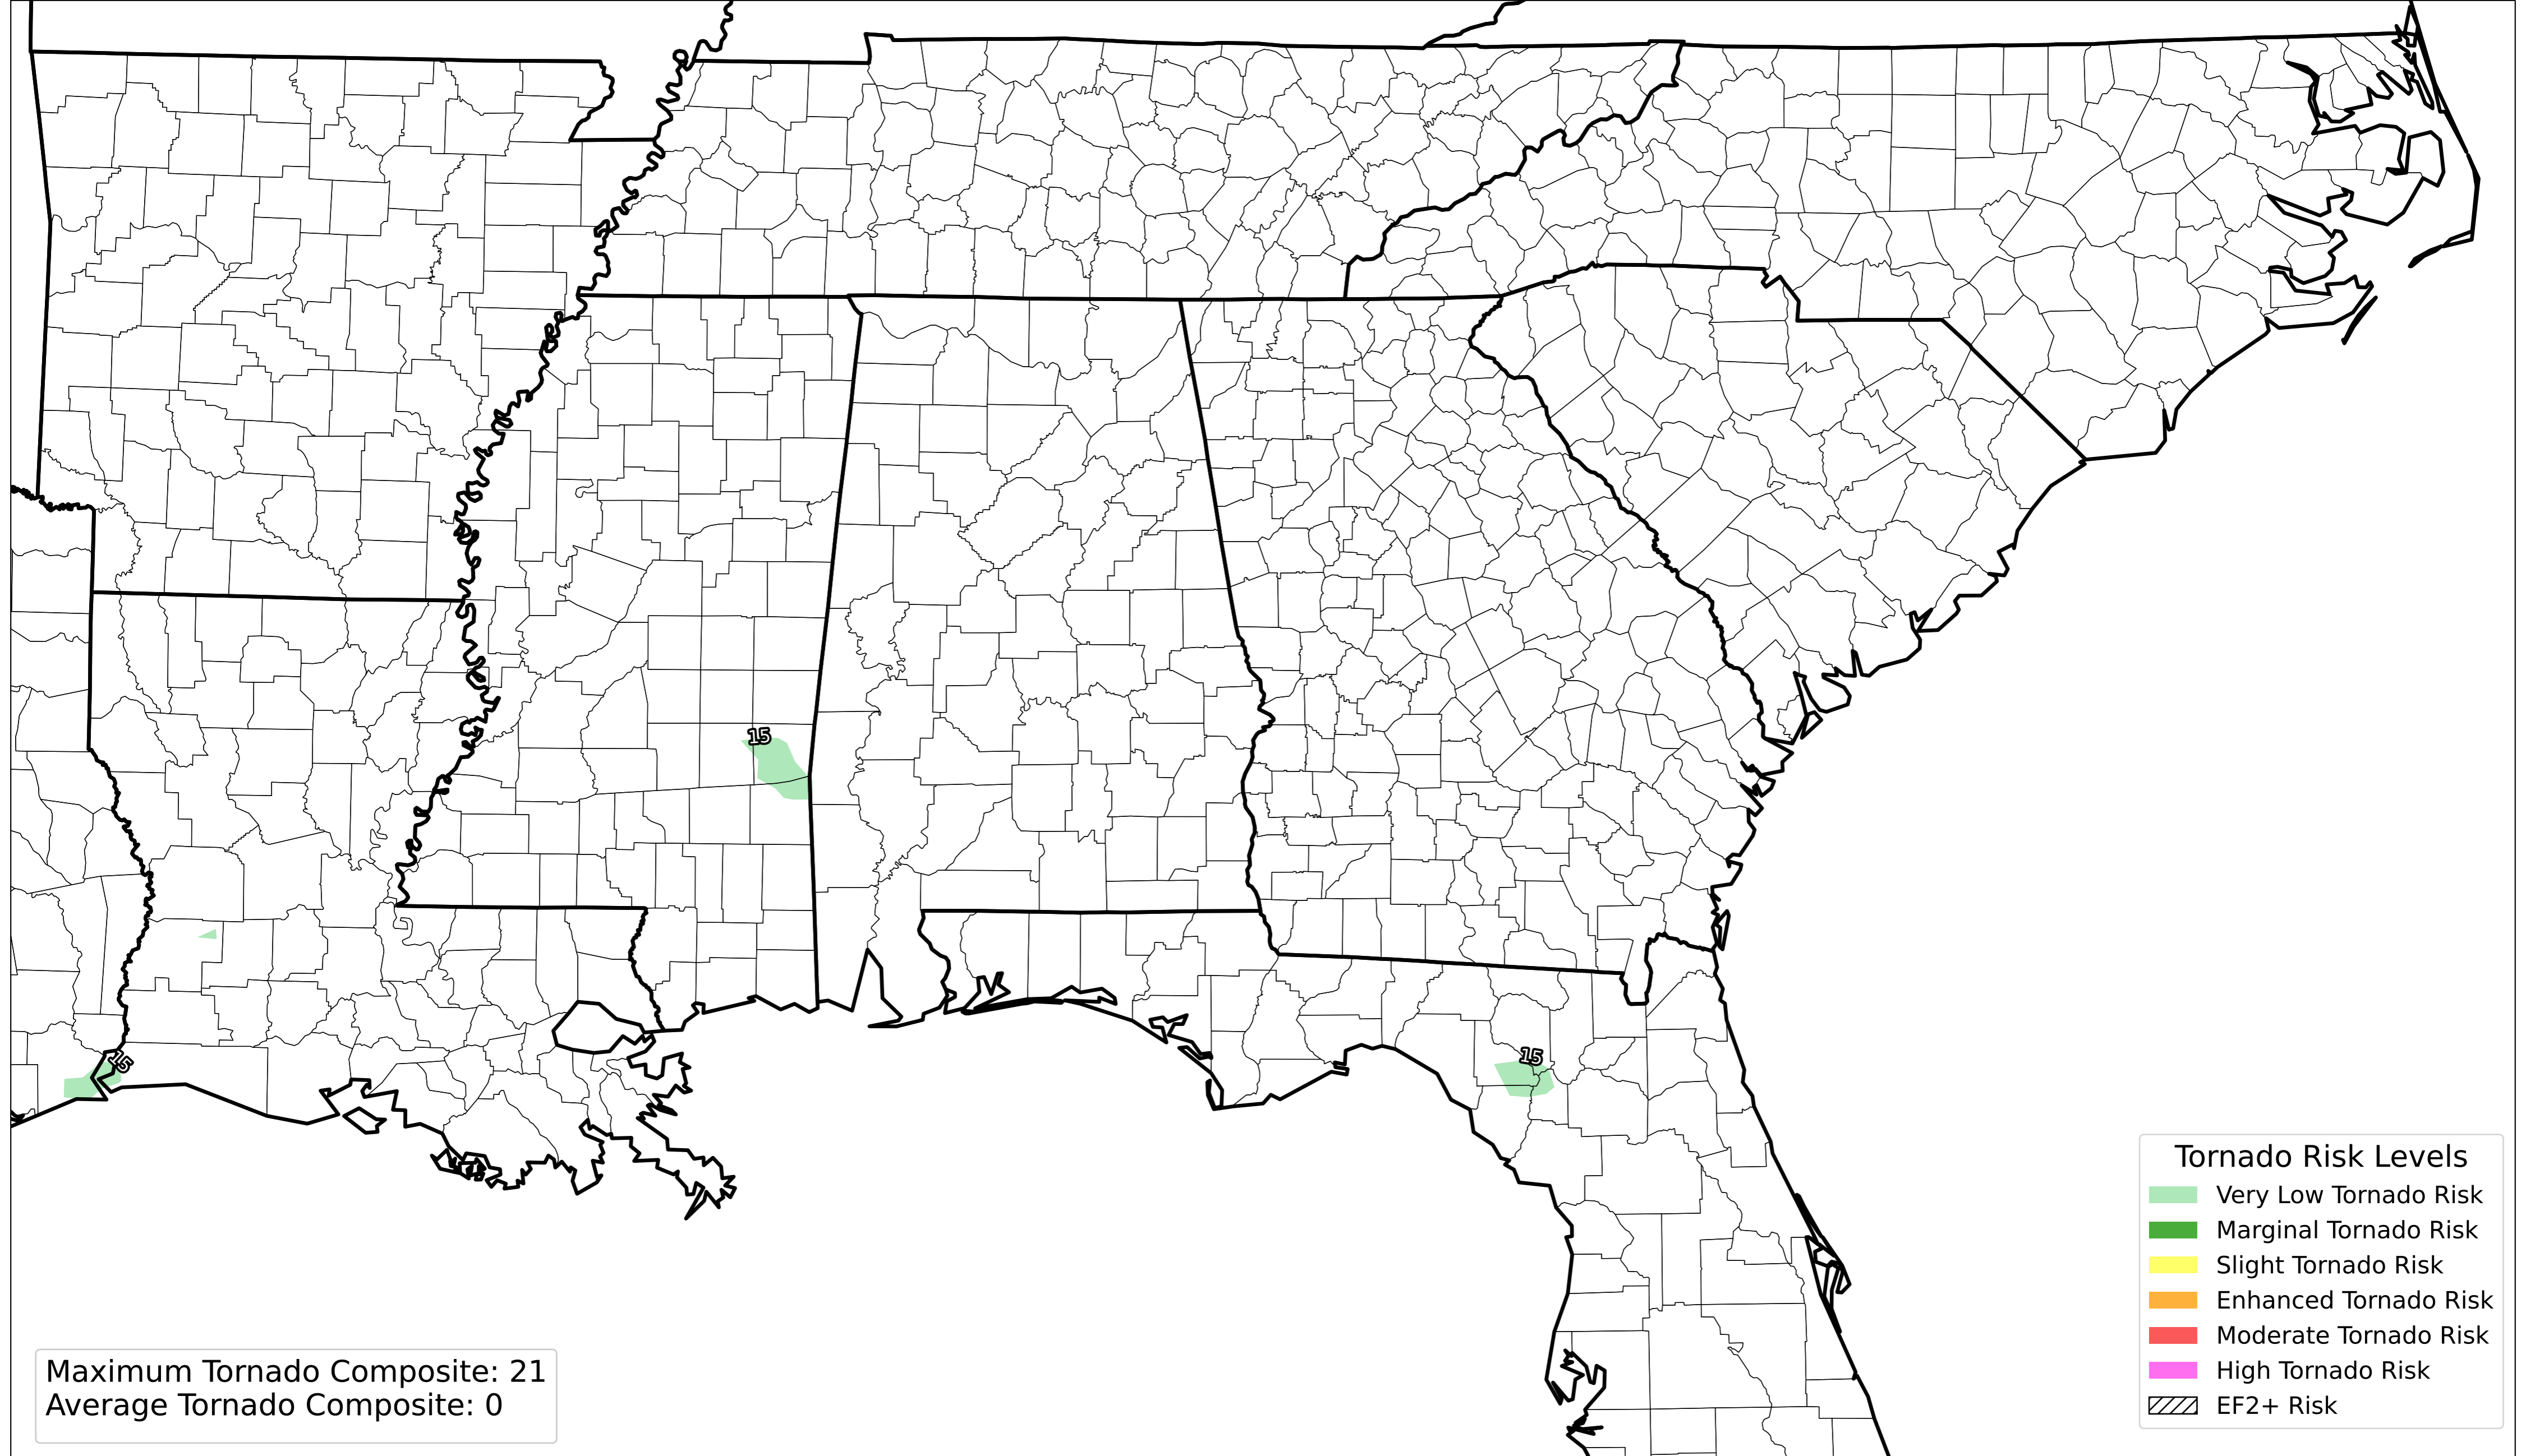 15
15
15
Tornado Risk Levels
Very Low Tornado Risk
Marginal Tornado Risk
Slight Tornado Risk
Enhanced Tornado Risk
Moderate Tornado Risk
High Tornado Risk
EF2+ Risk
Maximum Tornado Composite: 21
Average Tornado Composite: 0